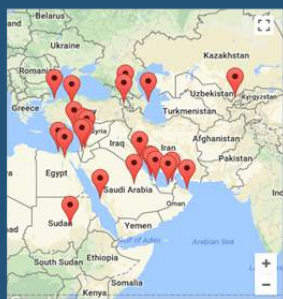 Belarus
Ukraine
Kazakhstan
Romani
Uzbekistan
Kyrgyzstan
Greece
Turkmenistan
Syria
Iraq
Iran
Afghanistan
Pakistan
Egypt
Saudi Arabia
Oman
Sudan
Yemen
Gulf of Aden
Arabian Sea
South Sudan
Ethiopia
Somalia
Kenya
+
−